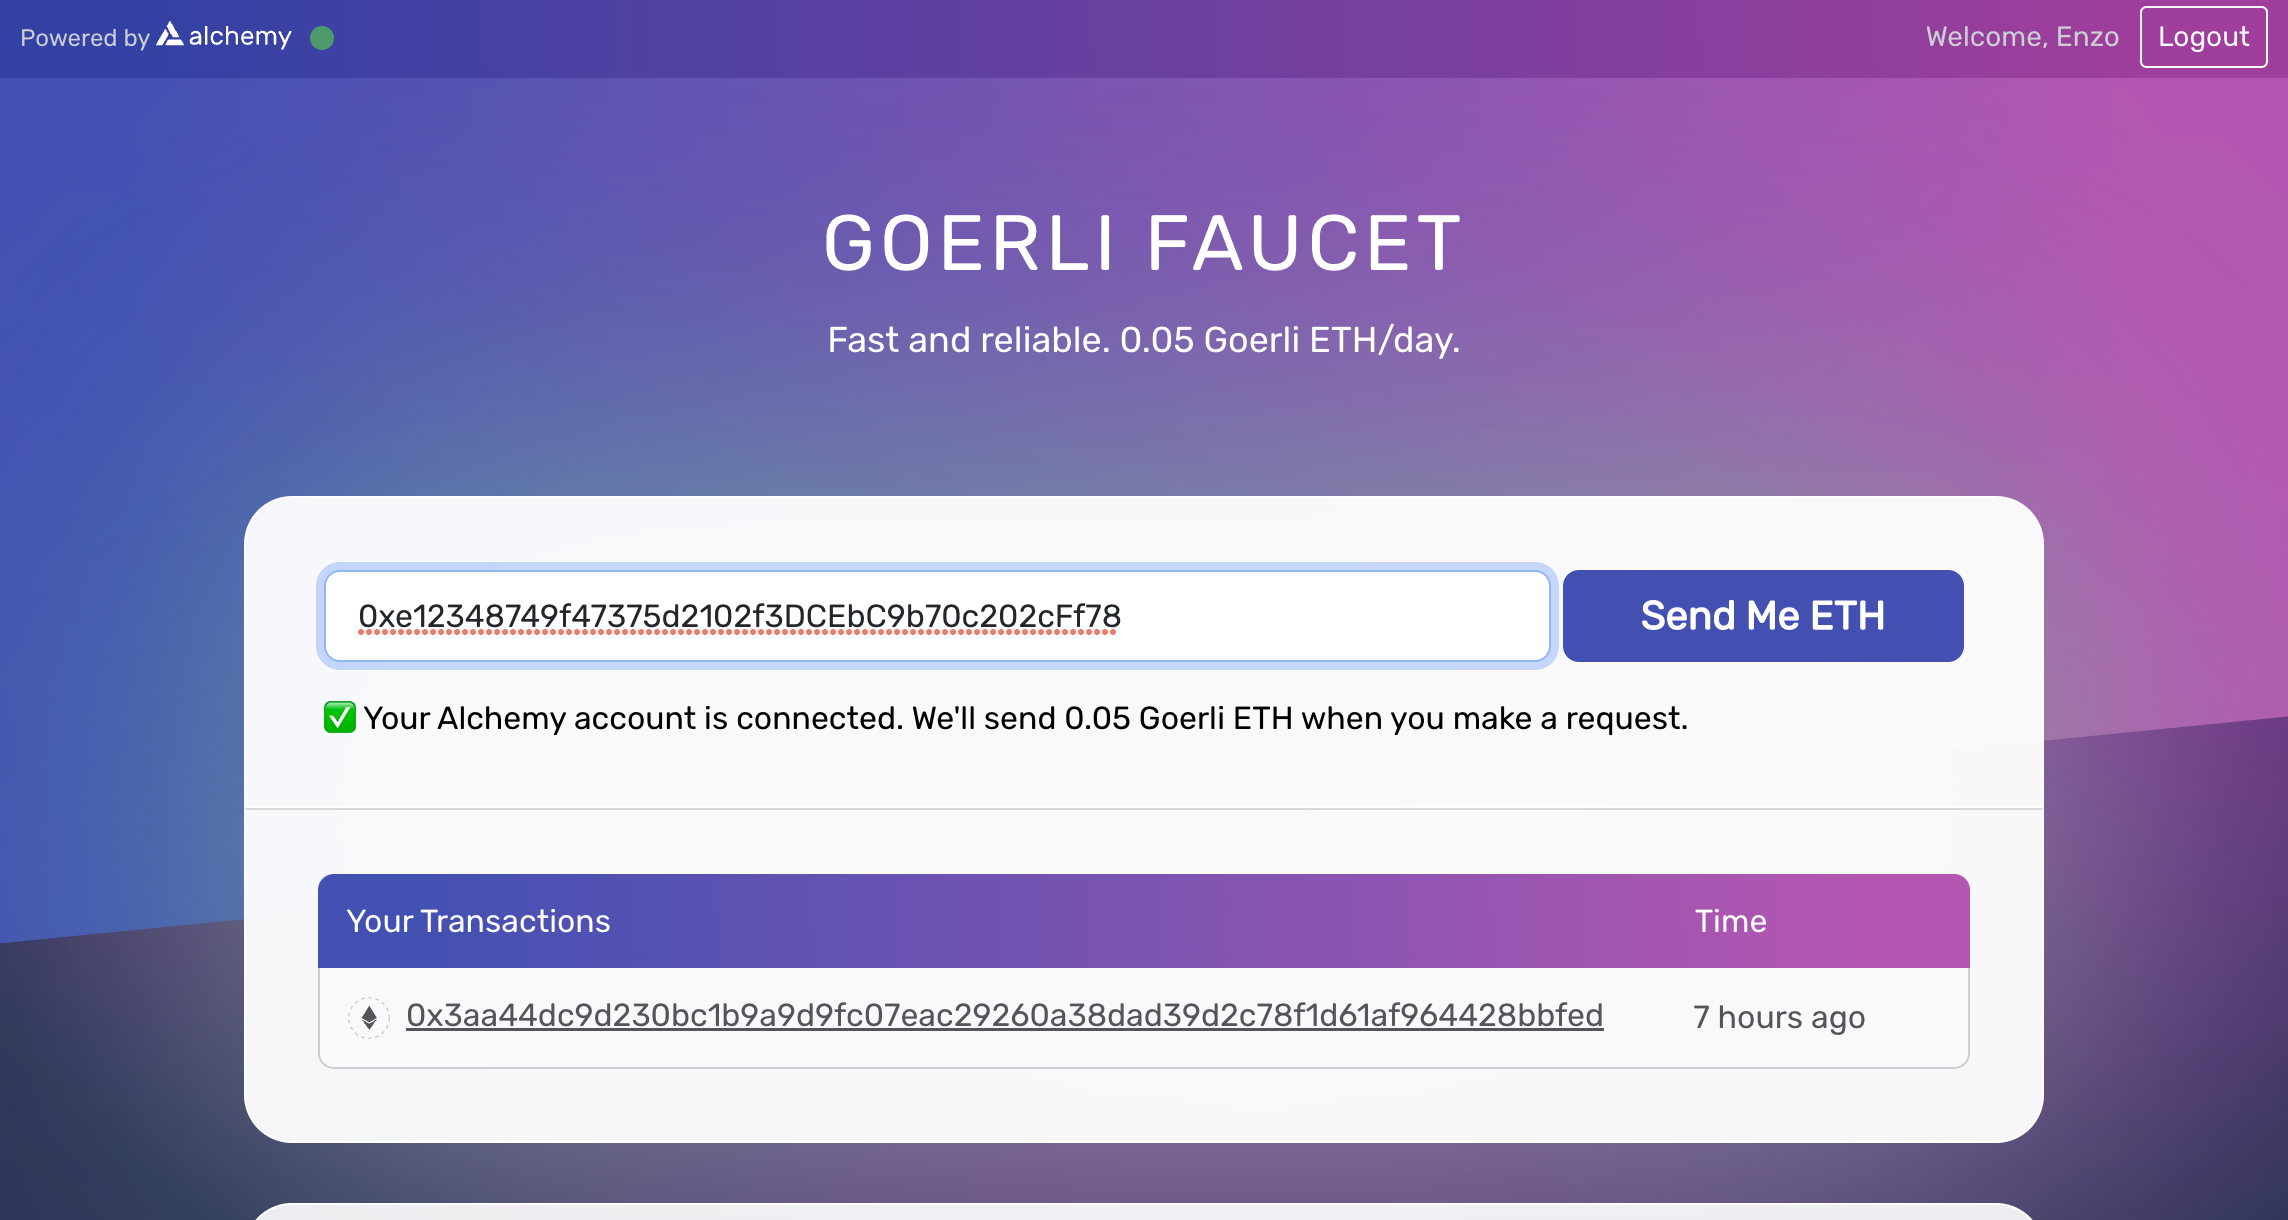 Powered by alchemy
Welcome, Enzo
Logout
GOERLI FAUCET
Fast and reliable. 0.05 Goerli ETH/day.
0xe12348749f47375d2102f3DCEbC9b70c202cFf78
Send Me ETH
Your Alchemy account is connected. We'll send 0.05 Goerli ETH when you make a request.
Your Transactions
Time
0x3aa44dc9d230bc1b9a9d9fc07eac29260a38dad39d2c78f1d61af964428bbfed
7 hours ago